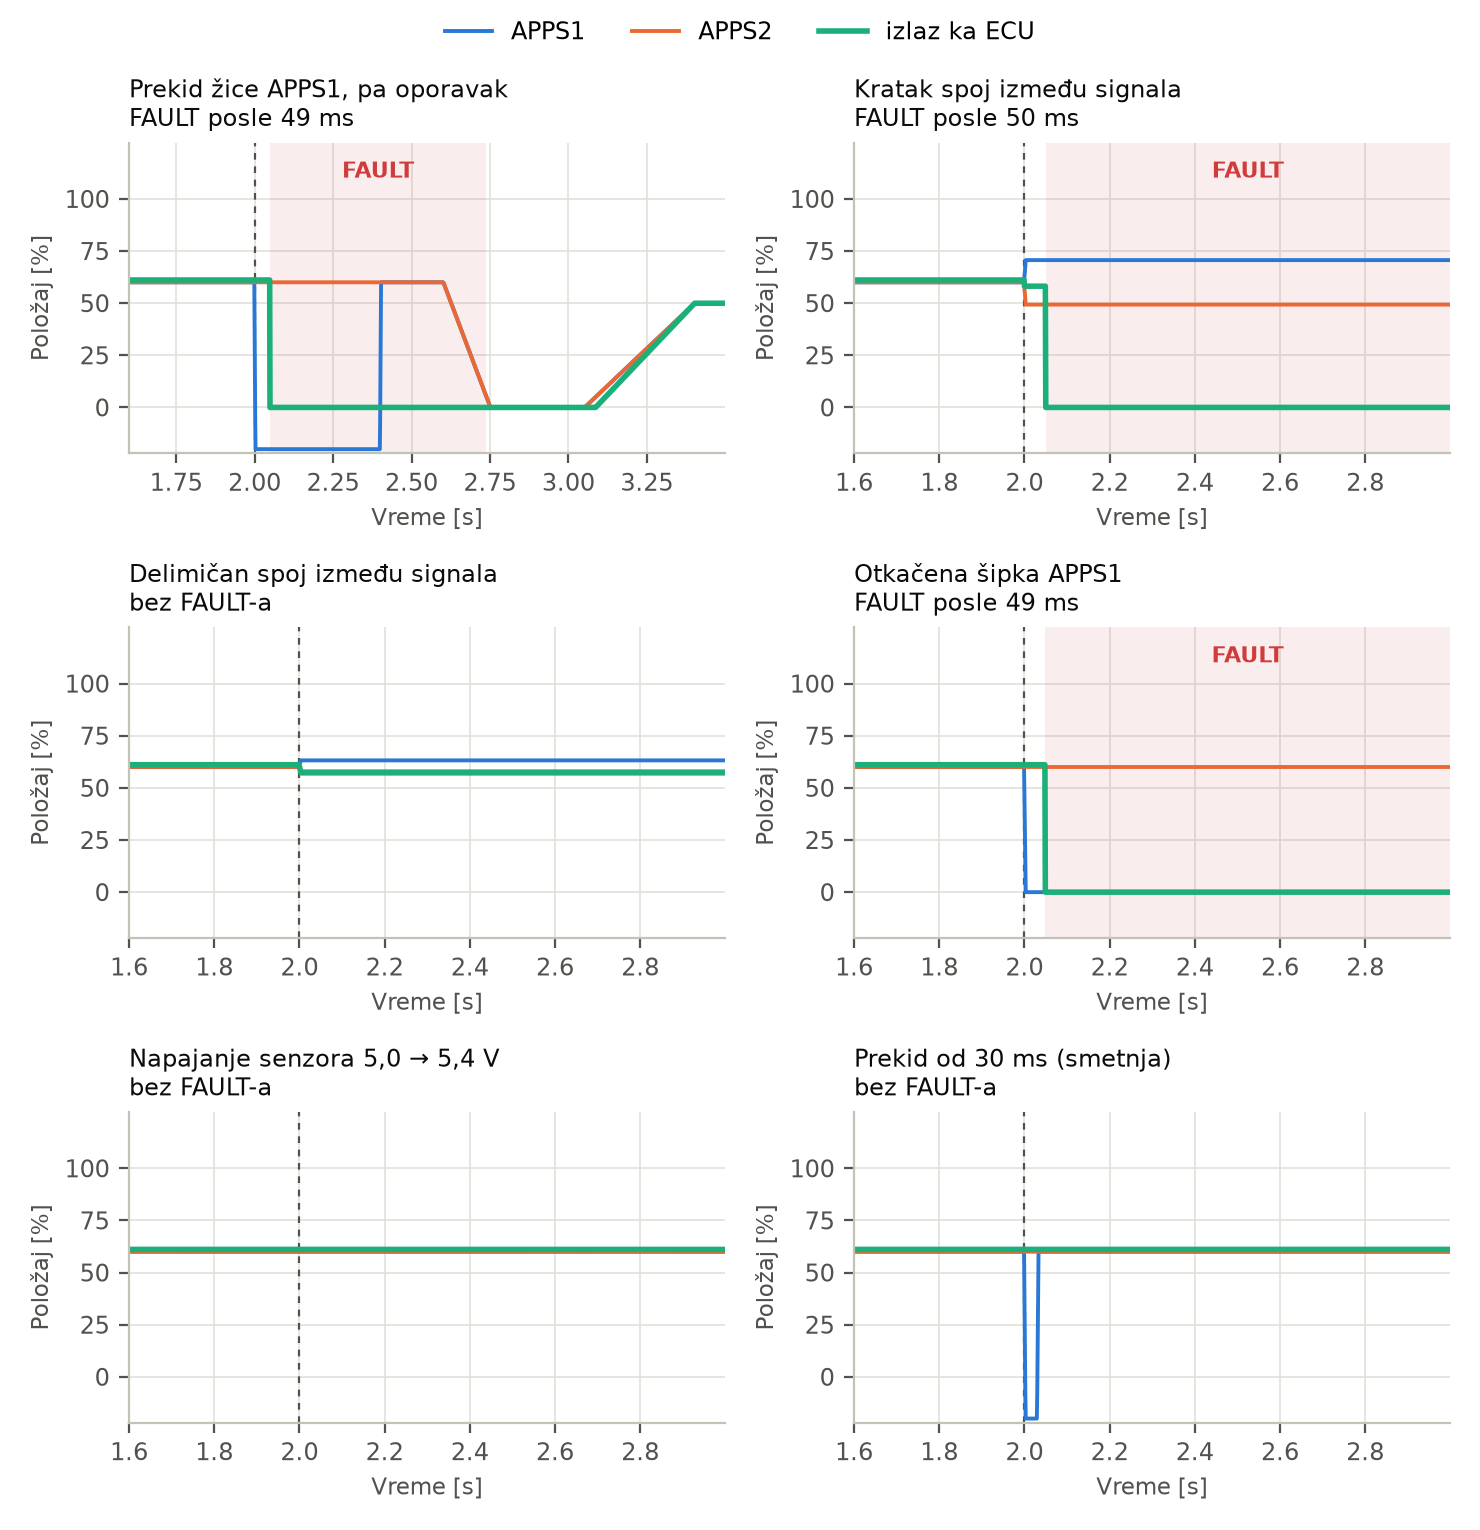 APPS1 APPS2 izlaz ka ECU
Prekid žice APPS1, pa oporavak
FAULT posle 49 ms
FAULT
100
75
50
25
0
Položaj [%]
1.75 2.00 2.25 2.50 2.75 3.00 3.25
Vreme [s]
Kratak spoj između signala
FAULT posle 50 ms
FAULT
100
75
50
25
0
Položaj [%]
1.6 1.8 2.0 2.2 2.4 2.6 2.8
Vreme [s]
Delimičan spoj između signala
bez FAULT-a
100
75
50
25
0
Položaj [%]
1.6 1.8 2.0 2.2 2.4 2.6 2.8
Vreme [s]
Otkačena šipka APPS1
FAULT posle 49 ms
FAULT
100
75
50
25
0
Položaj [%]
1.6 1.8 2.0 2.2 2.4 2.6 2.8
Vreme [s]
Napajanje senzora 5,0 → 5,4 V
bez FAULT-a
100
75
50
25
0
Položaj [%]
1.6 1.8 2.0 2.2 2.4 2.6 2.8
Vreme [s]
Prekid od 30 ms (smetnja)
bez FAULT-a
100
75
50
25
0
Položaj [%]
1.6 1.8 2.0 2.2 2.4 2.6 2.8
Vreme [s]